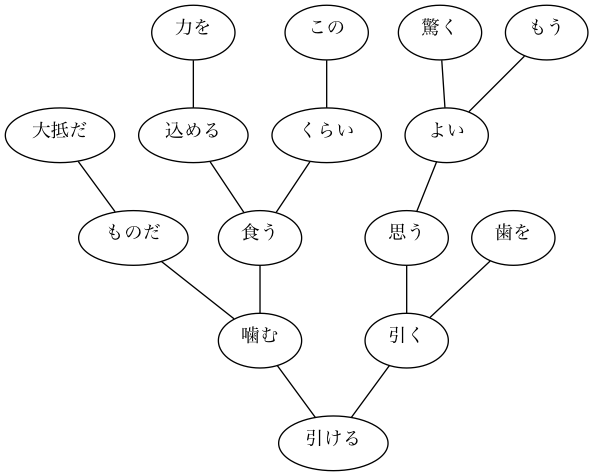 力を
この
驚く
もう
大抵だ
込める
くらい
よい
ものだ
食う
思う
歯を
噛む
引く
引ける